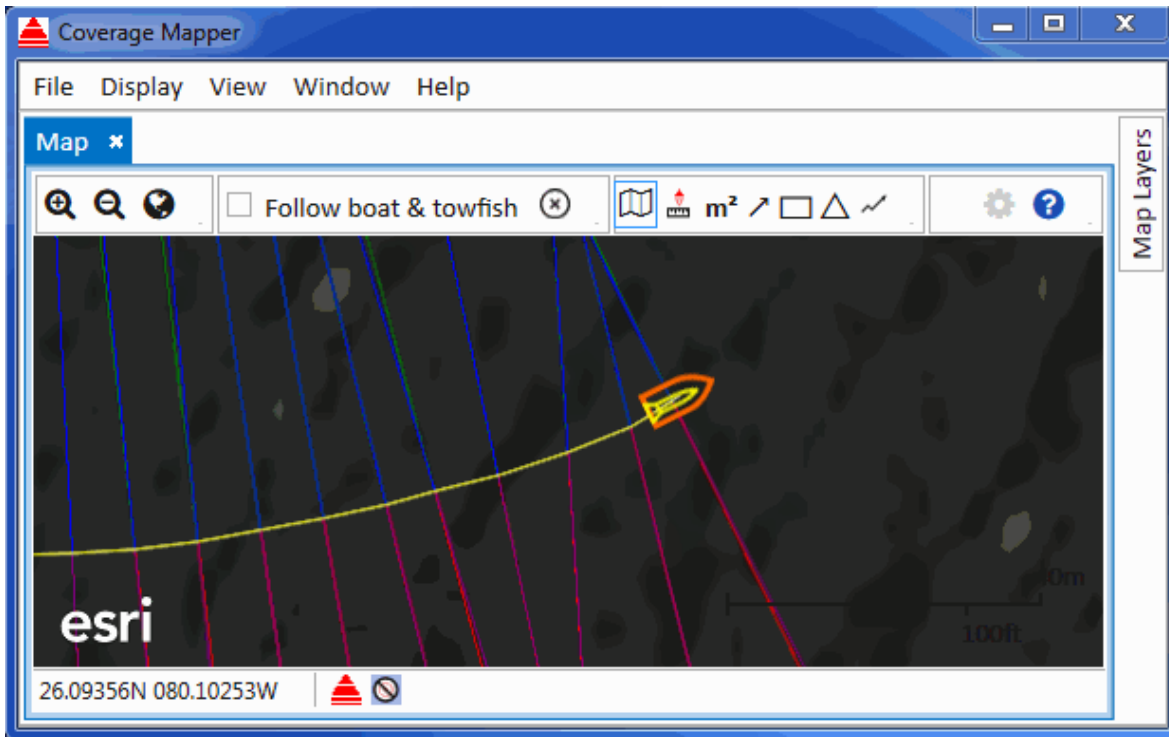 Coverage Mapper
File Display View Window Help
Map
Follow boat & towfish
m²
Map Layers
100ft
esri
26.09356N 080.10253W